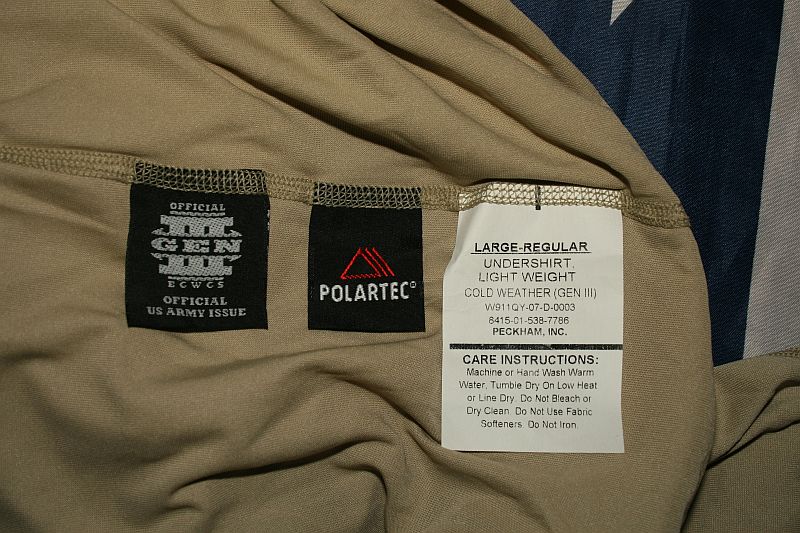 OFFICIAL
III
GEN
III
ECWCS
OFFICIAL
US ARMY ISSUE
POLARTEC
LARGE-REGULAR
UNDERSHIRT,
LIGHT WEIGHT
COLD WEATHER (GEN III)
W911QY-07-D-0003
8415-01-538-7786
PECKHAM, INC.
CARE INSTRUCTIONS:
Machine or Hand Wash Warm
Water, Tumble Dry On Low Heat
or Line Dry. Do Not Bleach or
Dry Clean. Do Not Use Fabric
Softeners. Do Not Iron.